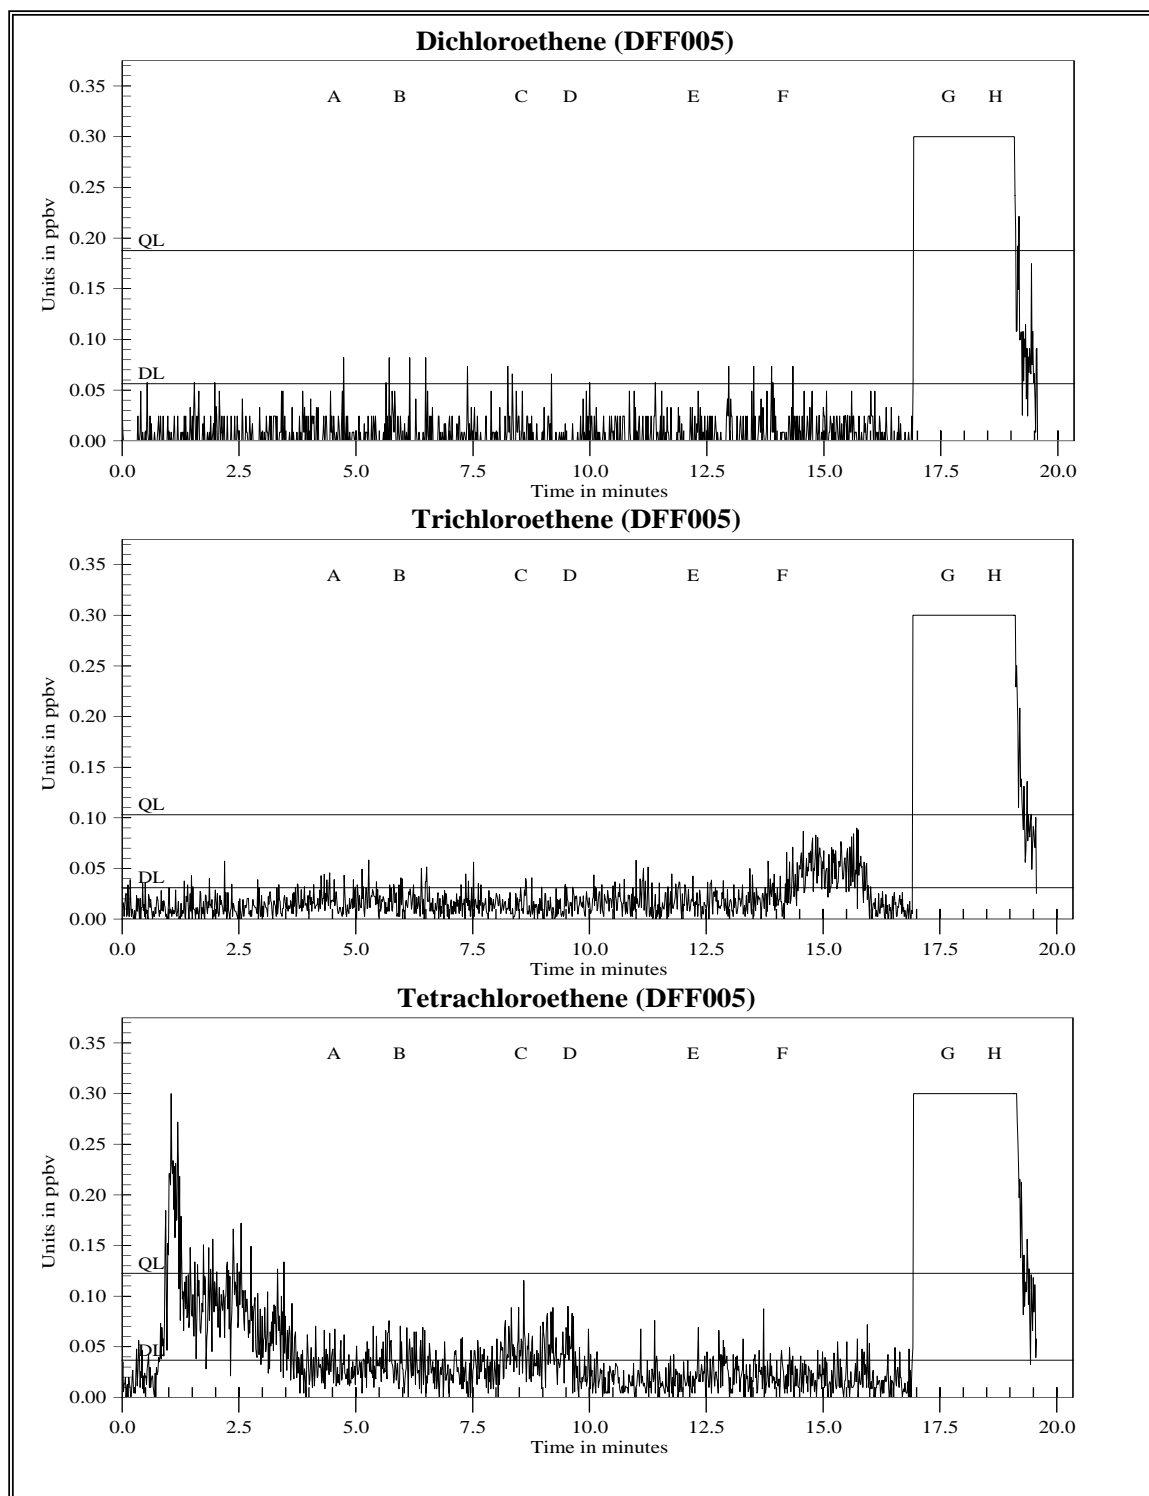 Dichloroethene (DFF005)
0.35
A B C D E F G H
0.30
0.25
Units in ppbv
0.20
QL
0.15
0.10
DL
0.05
0.00
0.0 2.5 5.0 7.5 10.0 12.5 15.0 17.5 20.0
Time in minutes
Trichloroethene (DFF005)
0.35
A B C D E F G H
0.30
0.25
Units in ppbv
0.20
0.15
QL
0.10
0.05
DL
0.00
0.0 2.5 5.0 7.5 10.0 12.5 15.0 17.5 20.0
Time in minutes
Tetrachloroethene (DFF005)
0.35
A B C D E F G H
0.30
0.25
Units in ppbv
0.20
0.15
QL
0.10
0.05
DL
0.00
0.0 2.5 5.0 7.5 10.0 12.5 15.0 17.5 20.0
Time in minutes